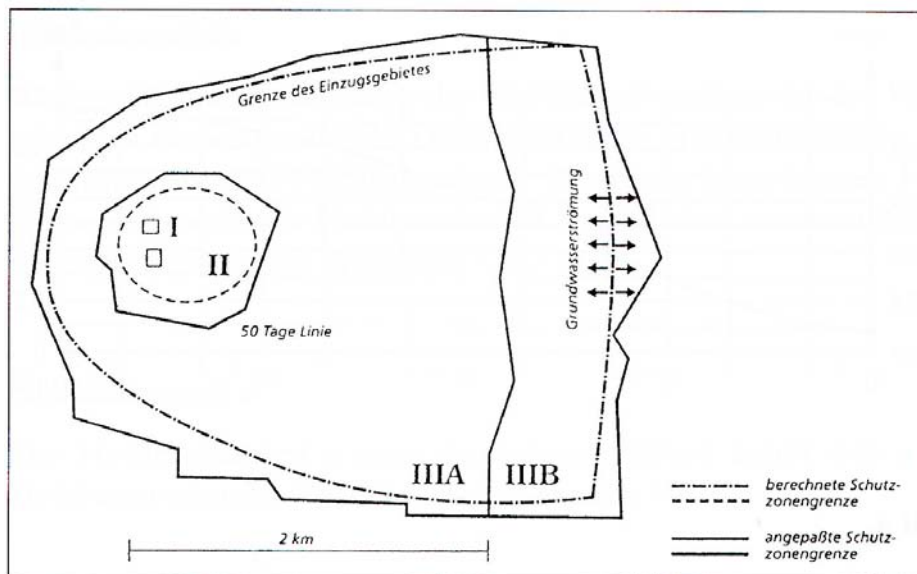 Grenze des Einzugsgebietes
I
II
Grundwasserströmung
50 Tage Linie
IIIA
IIIB
2 km
berechnete Schutz-
zonengrenze
angepaßte Schutz-
zonengrenze